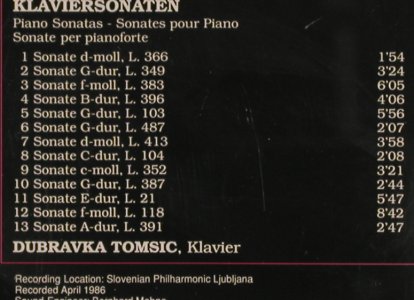 KLAVIERSONATEN
Piano Sonatas - Sonates pour Piano
Sonate per pianoforte
1 Sonate d-moll, L. 366 1'54
2 Sonate G-dur, L. 349 3'24
3 Sonate f-moll, L. 383 6'05
4 Sonate B-dur, L. 396 4'06
5 Sonate G-dur, L. 103 5'56
6 Sonate G-dur, L. 487 2'07
7 Sonate d-moll, L. 413 3'58
8 Sonate C-dur, L. 104 2'08
9 Sonate c-moll, L. 352 3'21
10 Sonate G-dur, L. 387 2'44
11 Sonate E-dur, L. 21 5'47
12 Sonate f-moll, L. 118 8'42
13 Sonate A-dur, L. 391 2'47
DUBRAVKA TOMSIC, Klavier
Recording Location: Slovenian Philharmonic Ljubljana
Recorded April 1986
Sound Engineer: Bernhard